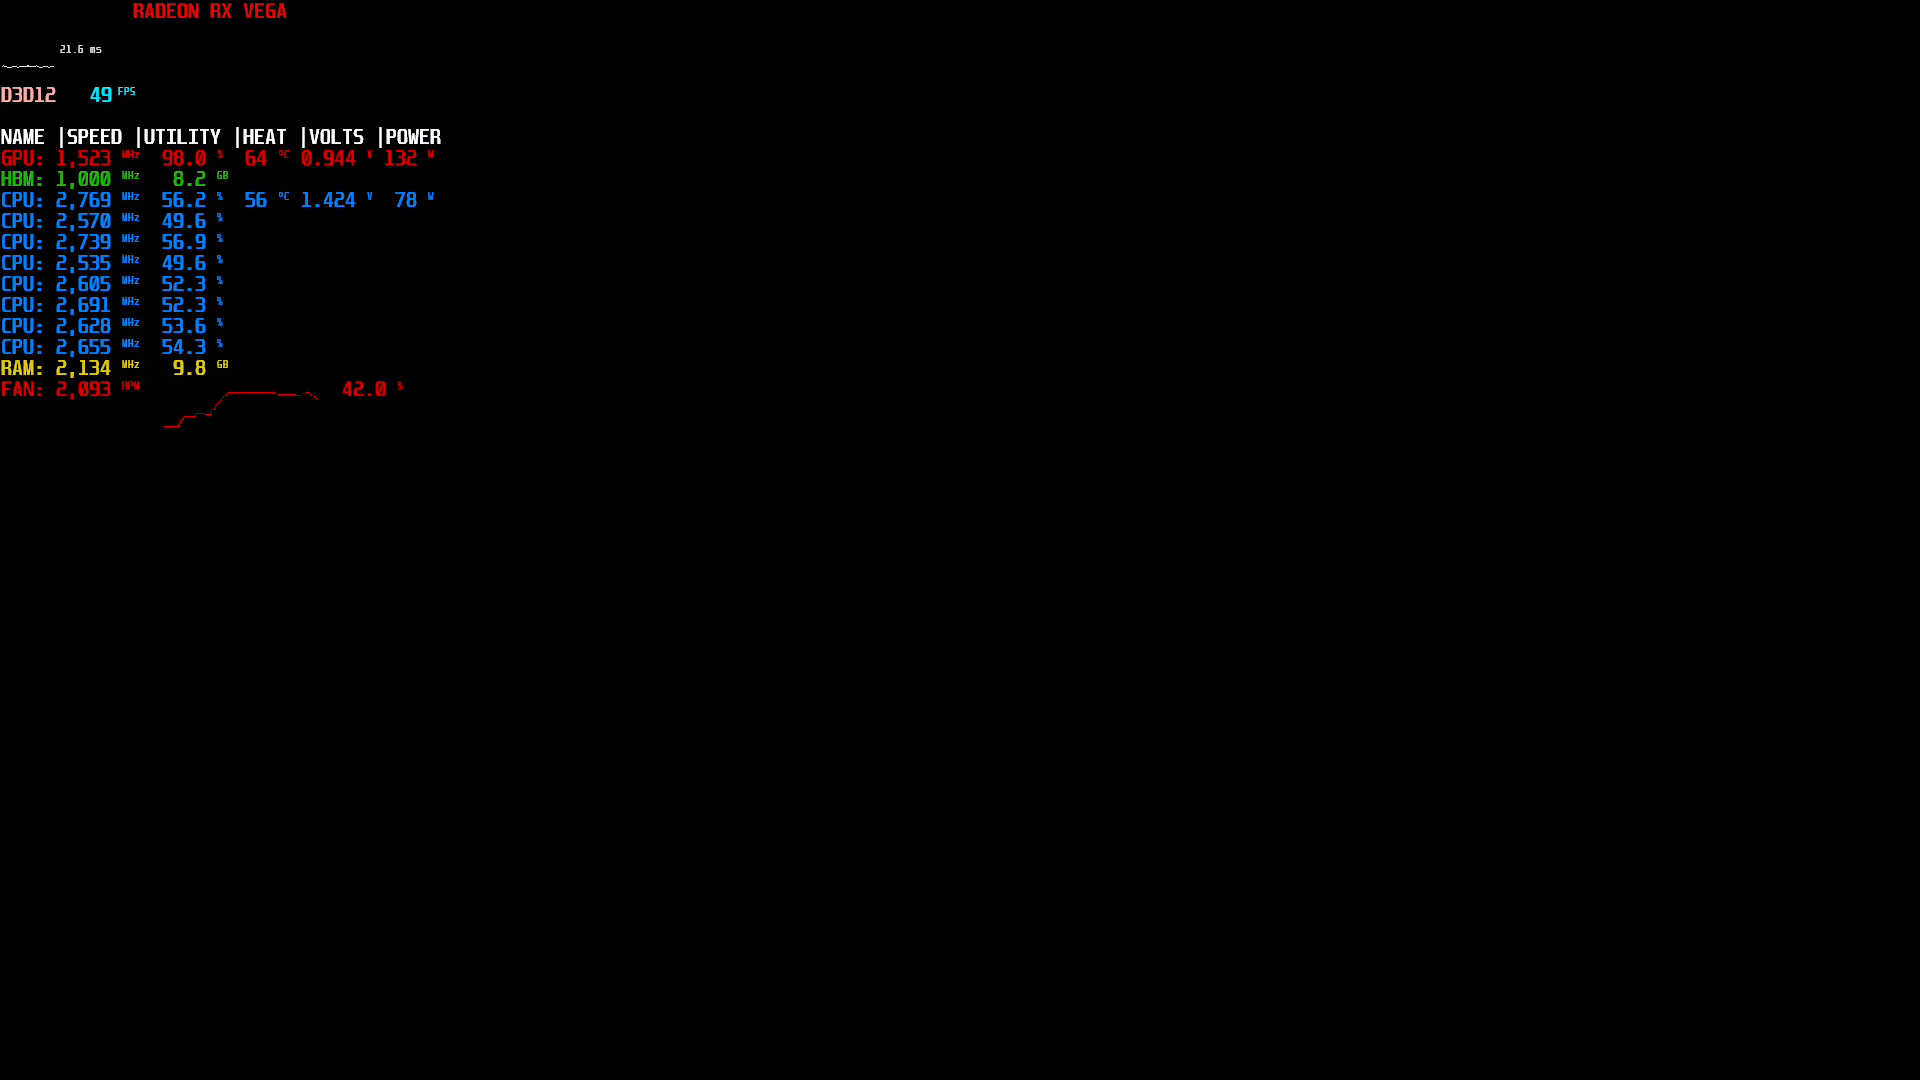 RADEON RX VEGA
21.6 ms
D3D12 49 FPS
NAME |SPEED |UTILITY |HEAT |VOLTS |POWER
GPU: 1,523 MHz 98.0 % 64 °C 0.944 V 132 W
HBM: 1,000 MHz 8.2 GB
CPU: 2,769 MHz 56.2 % 56 °C 1.424 V 78 W
CPU: 2,570 MHz 49.6 %
CPU: 2,739 MHz 56.9 %
CPU: 2,535 MHz 49.6 %
CPU: 2,605 MHz 52.3 %
CPU: 2,691 MHz 52.3 %
CPU: 2,628 MHz 53.6 %
CPU: 2,655 MHz 54.3 %
RAM: 2,134 MHz 9.8 GB
FAN: 2,093 RPM 42.0 %